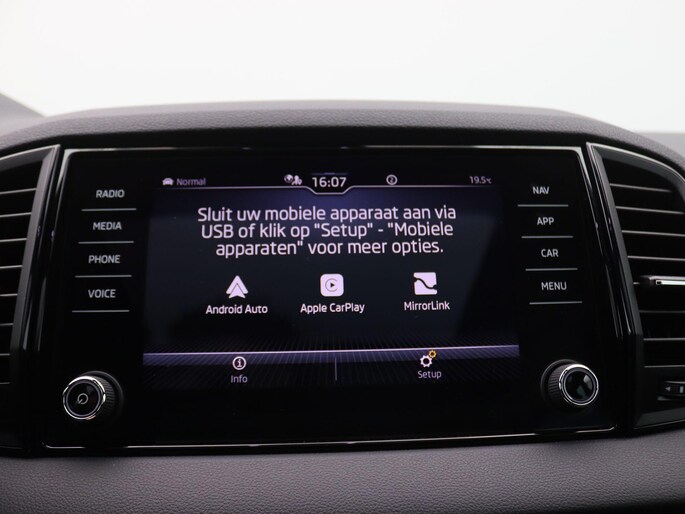 RADIO
MEDIA
PHONE
VOICE
Normal
16:07
19.5°C
Sluit uw mobiele apparaat aan via
USB of klik op "Setup" - "Mobiele
apparaten" voor meer opties.
Android Auto
Apple CarPlay
MirrorLink
Info
Setup
NAV
APP
CAR
MENU